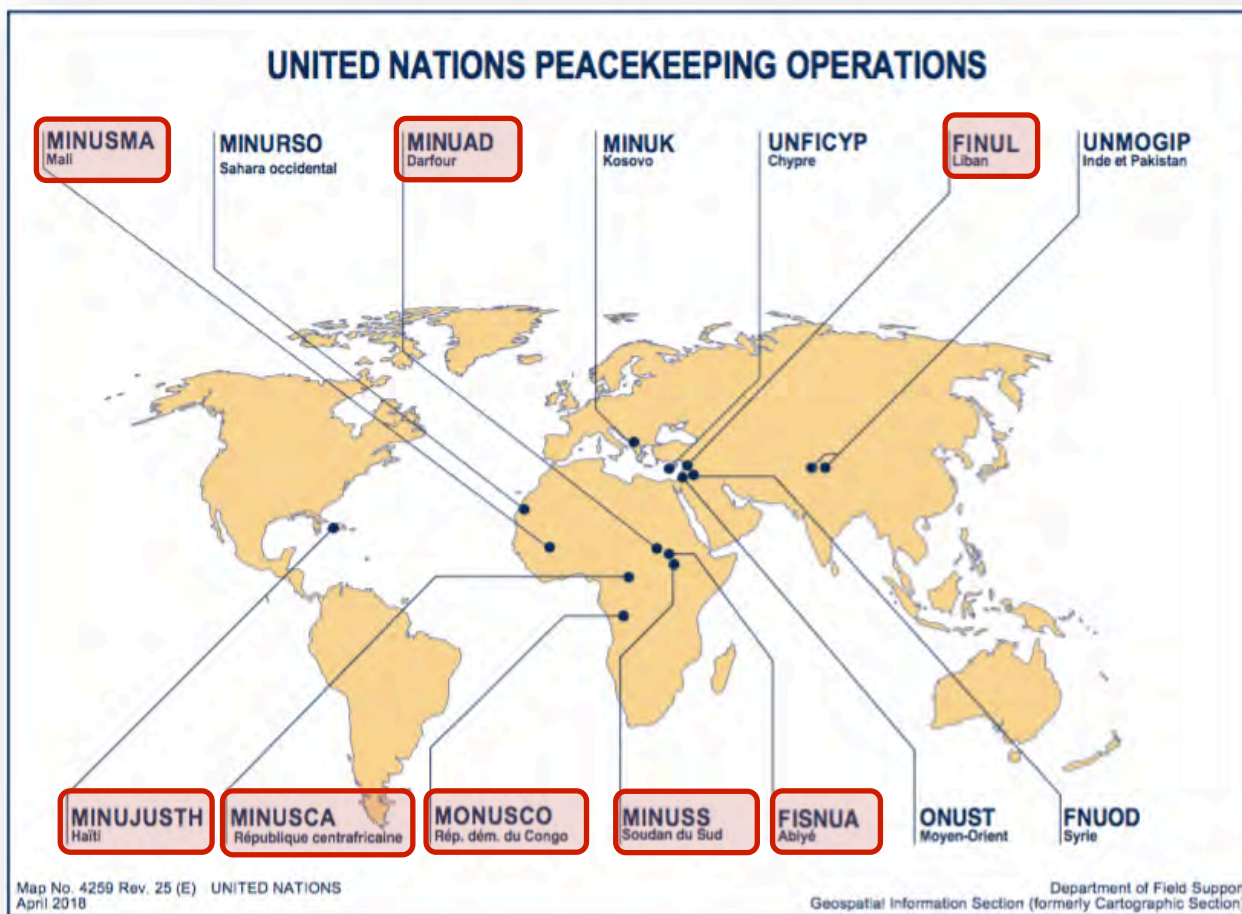 UNITED NATIONS PEACEKEEPING OPERATIONS
MINUSMA
Mali
MINURSO
Sahara occidental
MINUAD
Darfour
MINUK
Kosovo
UNFICYP
Chypre
FINUL
Liban
UNMOGIP
Inde et Pakistan
MINUJUSTH
Haïti
MINUSCA
République centrafricaine
MONUSCO
Rép. dém. du Congo
MINUSS
Soudan du Sud
FISNUA
Abiyé
ONUST
Moyen-Orient
FNUOD
Syrie
Map No. 4259 Rev. 25 (E) UNITED NATIONS
April 2018
Department of Field Support
Geospatial Information Section (formerly Cartographic Section)